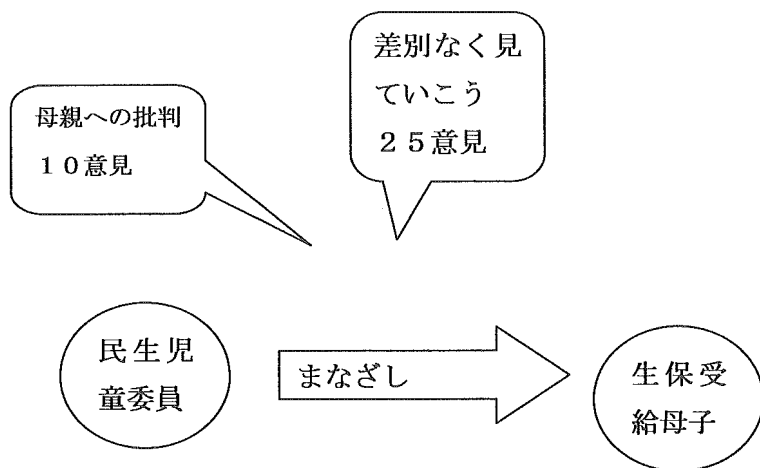 差別なく見
ていこう
２５意見
母親への批判
１０意見
民生児
童委員
まなざし
生保受
給母子